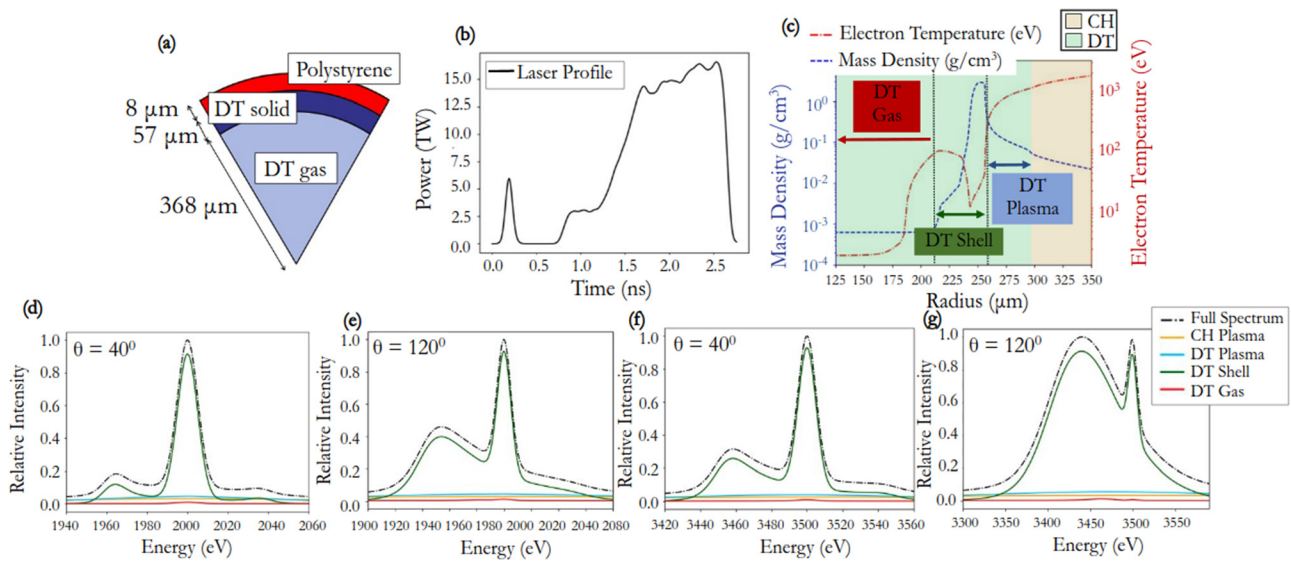 (a)
Polystyrene
DT solid
8 μm
57 μm
DT gas
368 μm
(b)
Laser Profile
Power (TW)
15.0
12.5
10.0
7.5
5.0
2.5
0.0
0.0 0.5 1.0 1.5 2.0 2.5
Time (ns)
(c)
CH
DT
Electron Temperature (eV)
Mass Density (g/cm³)
DT
Gas
DT
Plasma
DT Shell
Mass Density (g/cm³)
10⁰
10⁻¹
10⁻²
10⁻³
10⁻⁴
Electron Temperature (eV)
10³
10²
10¹
125 150 175 200 225 250 275 300 325 350
Radius (μm)
(d)
θ = 40⁰
Relative Intensity
1.0
0.8
0.6
0.4
0.2
0.0
1940 1960 1980 2000 2020 2040 2060
Energy (eV)
(e)
θ = 120⁰
Relative Intensity
1.0
0.8
0.6
0.4
0.2
0.0
1900 1920 1940 1960 1980 2000 2020 2040 2060 2080
Energy (eV)
(f)
θ = 40⁰
Relative Intensity
1.0
0.8
0.6
0.4
0.2
0.0
3420 3440 3460 3480 3500 3520 3540 3560
Energy (eV)
(g)
θ = 120⁰
Relative Intensity
1.0
0.8
0.6
0.4
0.2
0.0
3300 3350 3400 3450 3500 3550
Energy (eV)
Full Spectrum
CH Plasma
DT Plasma
DT Shell
DT Gas